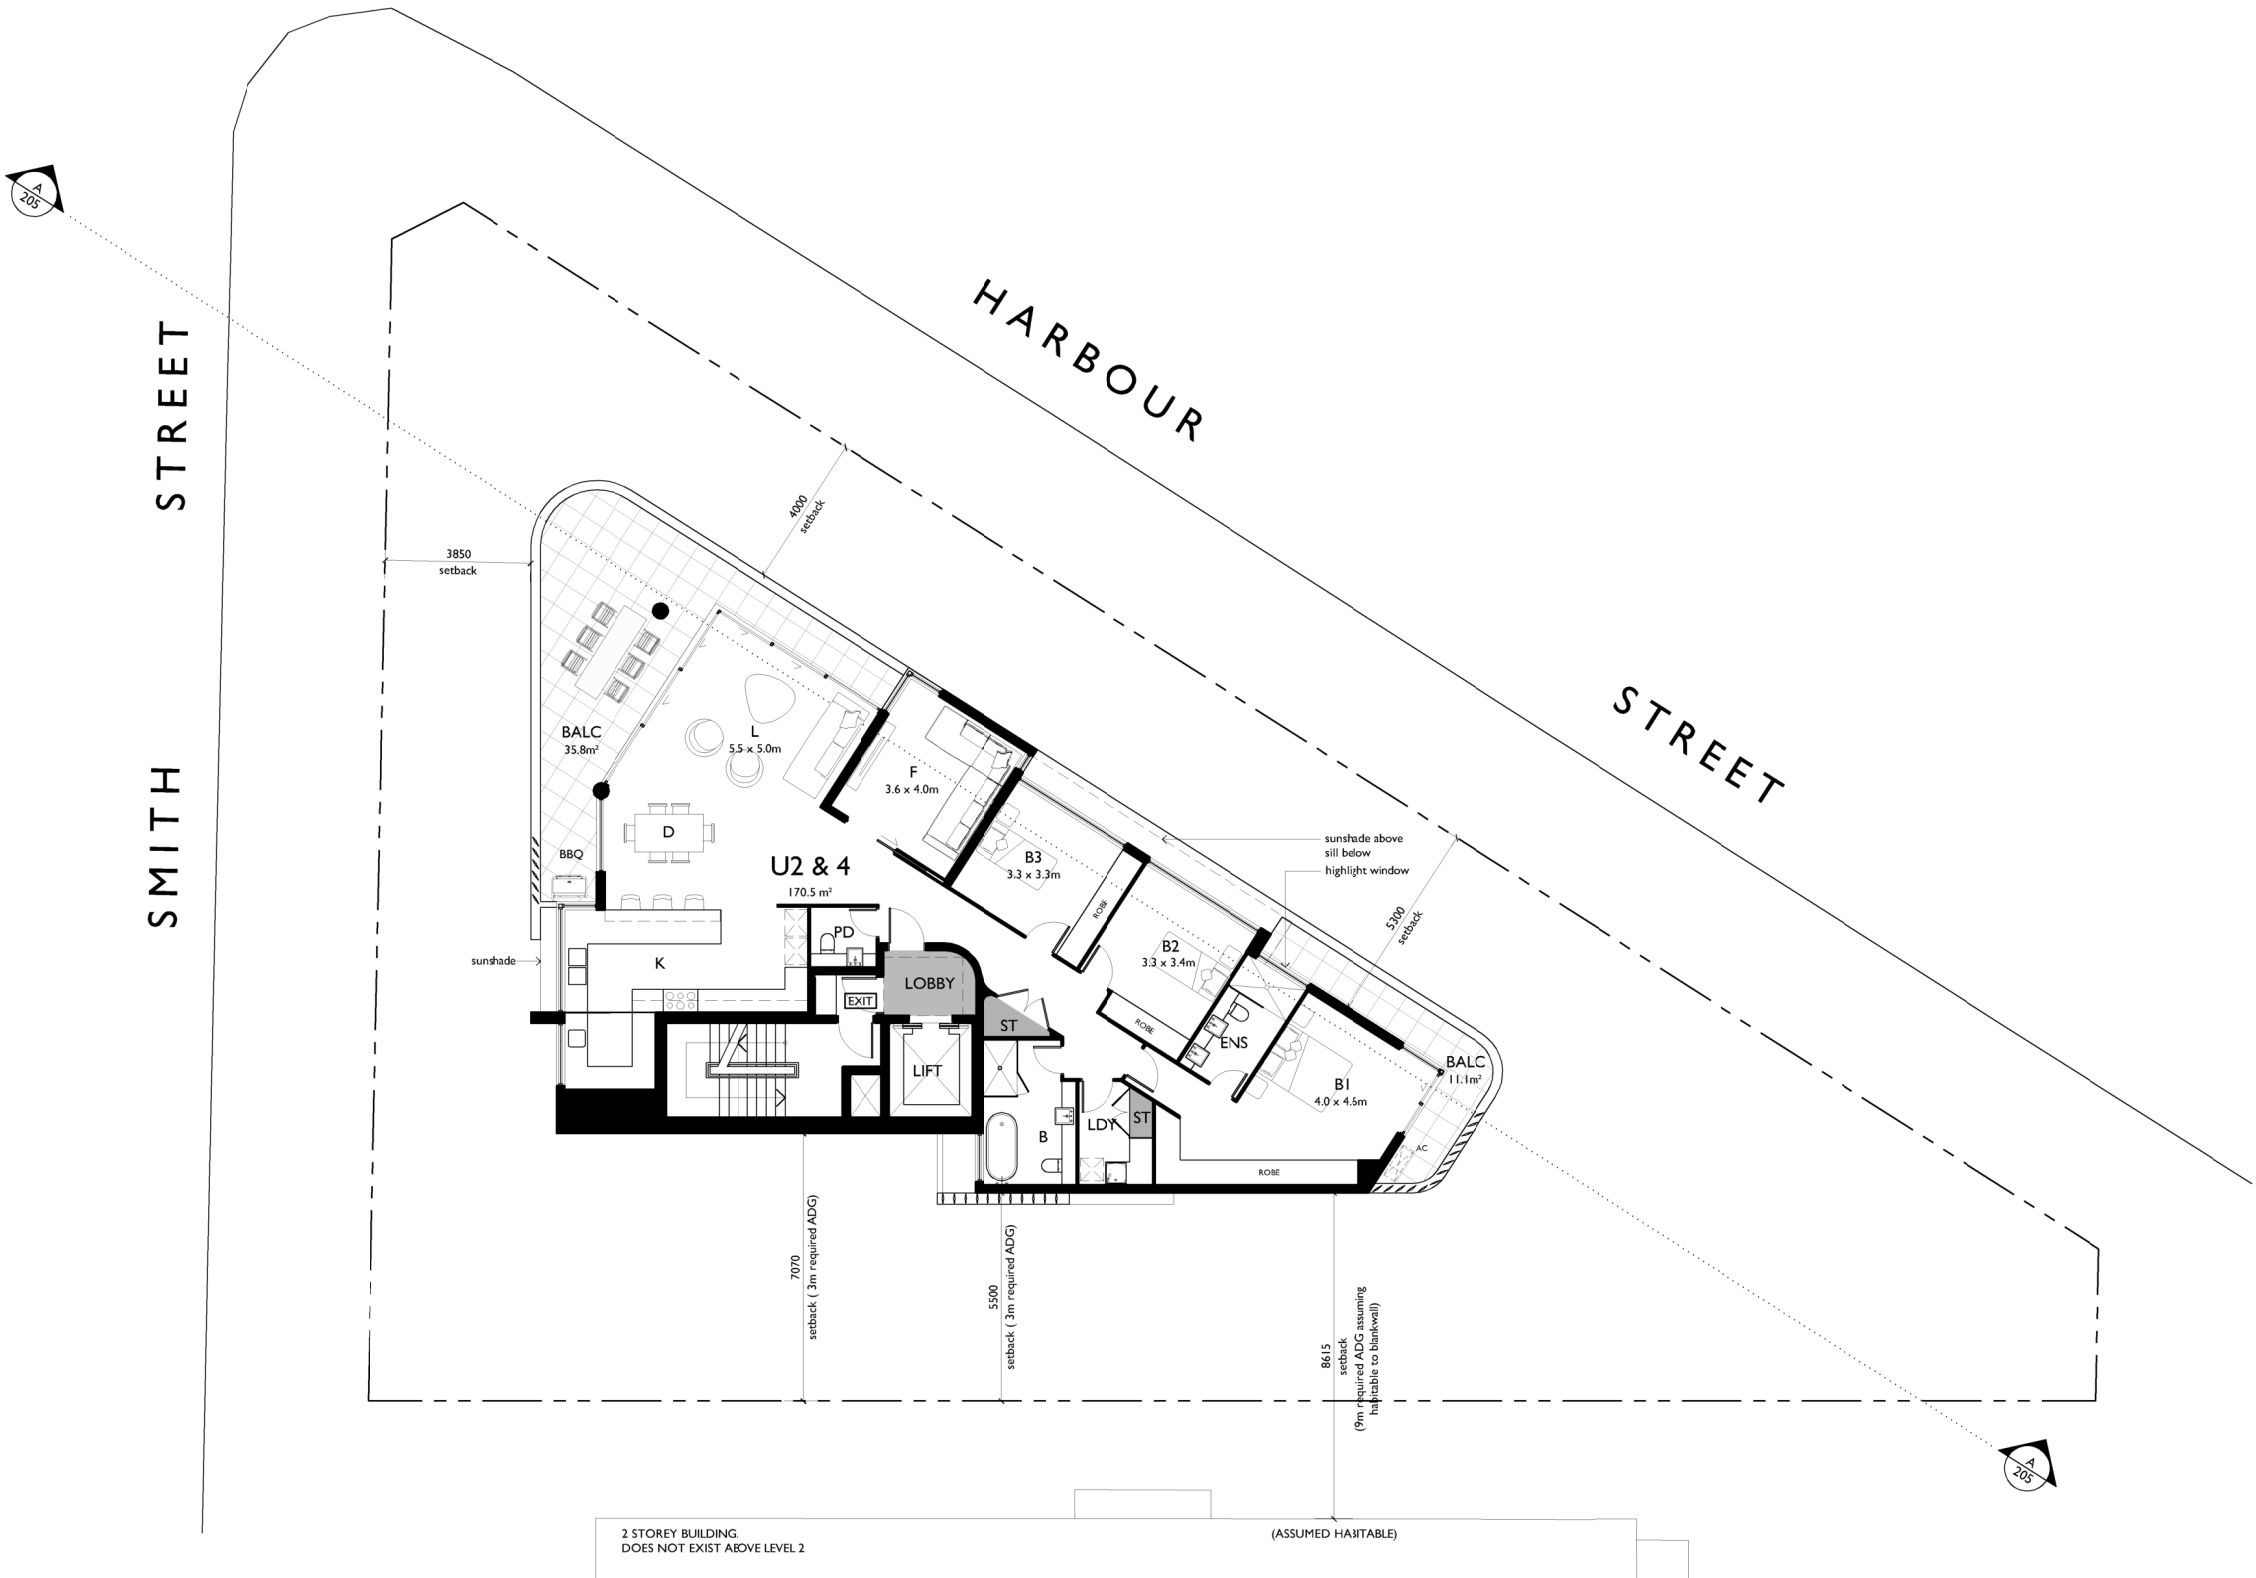 A
205
HARBOUR
STREET
SMITH
STREET
4000
setback
3850
setback
BALC
35.8m²
L
5.5 x 5.0m
F
3.6 x 4.0m
D
BBQ
U2 & 4
170.5 m²
B3
3.3 x 3.3m
ROBE
sunshade above
sill below
highlight window
5300
setback
PD
sunshade
K
LOBBY
EXIT
B2
3.3 x 3.4m
ROBE
ST
ENS
LIFT
BALC
11.1m²
B1
4.0 x 4.6m
B
LDY
ST
AC
ROBE
7070
setback ( 3m required ADG)
5500
setback ( 3m required ADG)
8615
setback
(9m required ADG assuming
habitable to blankwall)
A
205
2 STOREY BUILDING.
DOES NOT EXIST ABOVE LEVEL 2
(ASSUMED HABITABLE)